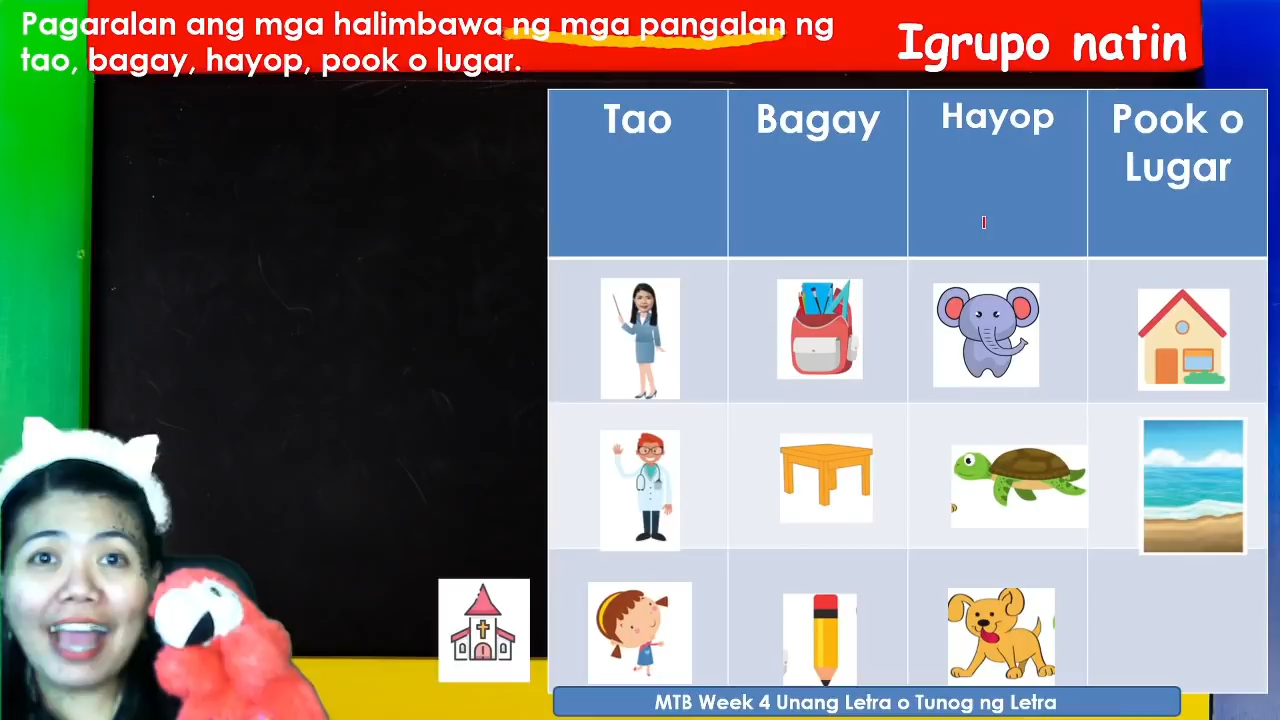 Pagaralan ang mga halimbawa ng mga pangalan ng
tao, bagay, hayop, pook o lugar.
Igrupo natin
Tao
Bagay
Hayop
Pook o
Lugar
MTB Week 4 Unang Letra o Tunog ng Letra